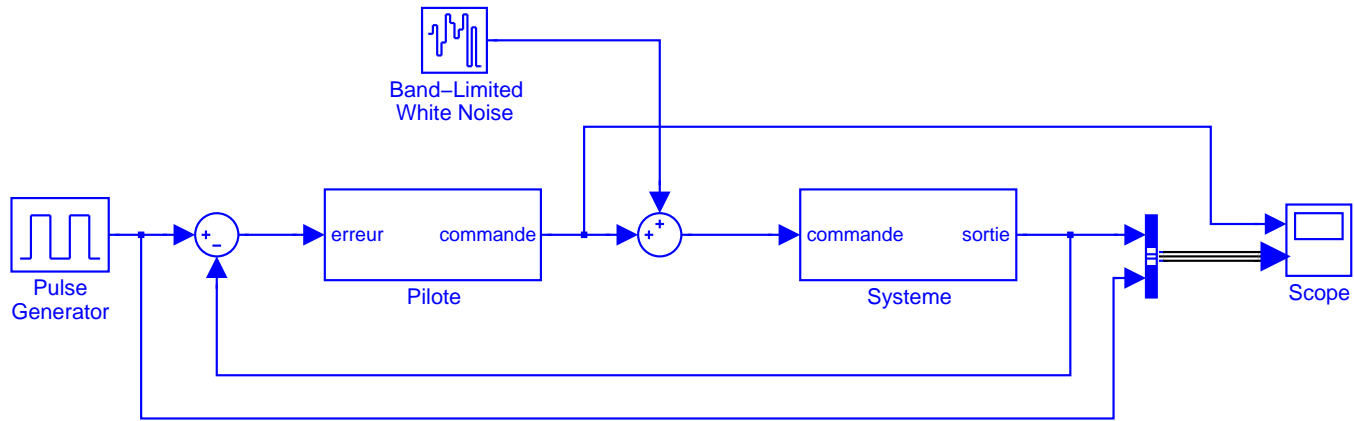 Band−Limited
White Noise
erreur
commande
commande
sortie
Pulse
Generator
Pilote
Systeme
Scope